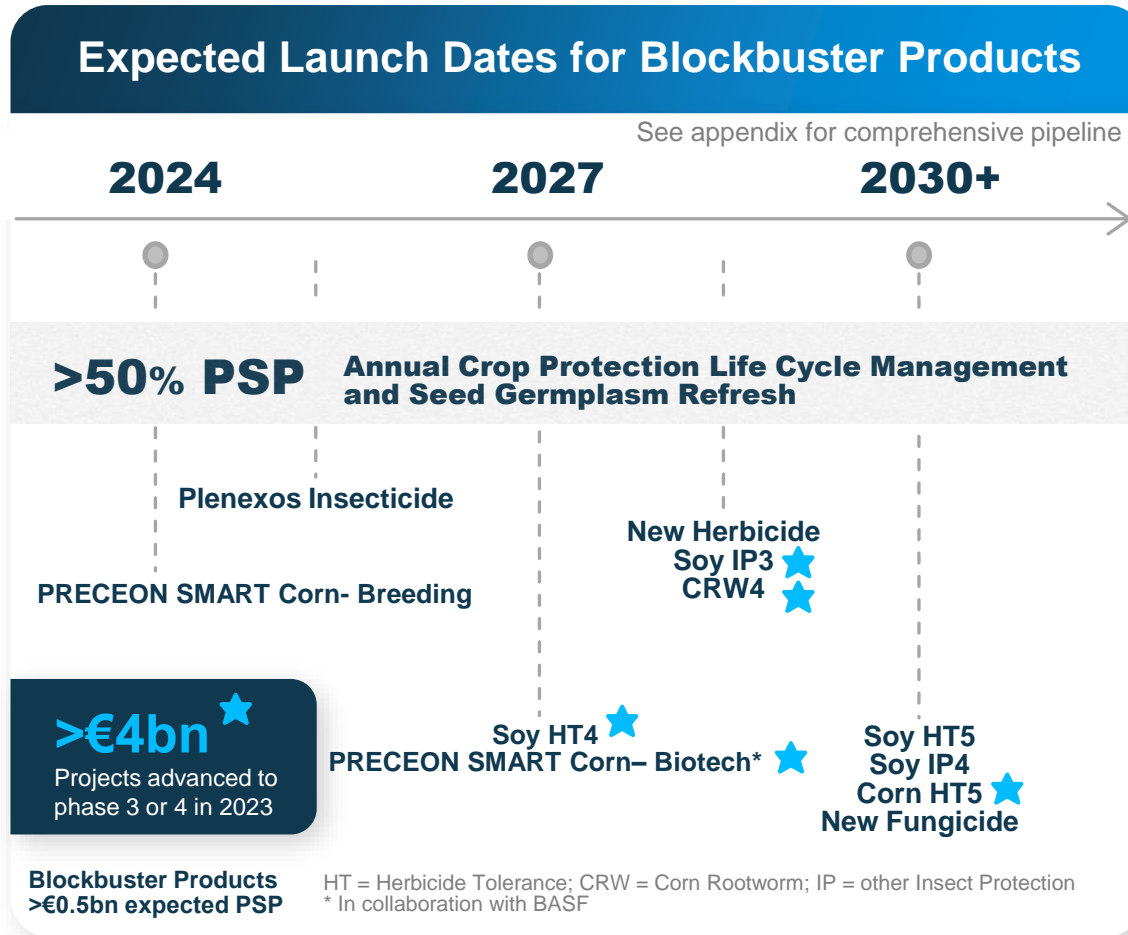 Expected Launch Dates for Blockbuster Products
See appendix for comprehensive pipeline
2024
2027
2030+
>50% PSP
Annual Crop Protection Life Cycle Management
and Seed Germplasm Refresh
Plenexos Insecticide
PRECEON SMART Corn- Breeding
New Herbicide
Soy IP3
CRW4
>€4bn
Projects advanced to
phase 3 or 4 in 2023
Soy HT4
PRECEON SMART Corn– Biotech*
Soy HT5
Soy IP4
Corn HT5
New Fungicide
Blockbuster Products
>€0.5bn expected PSP
HT = Herbicide Tolerance; CRW = Corn Rootworm; IP = other Insect Protection
* In collaboration with BASF